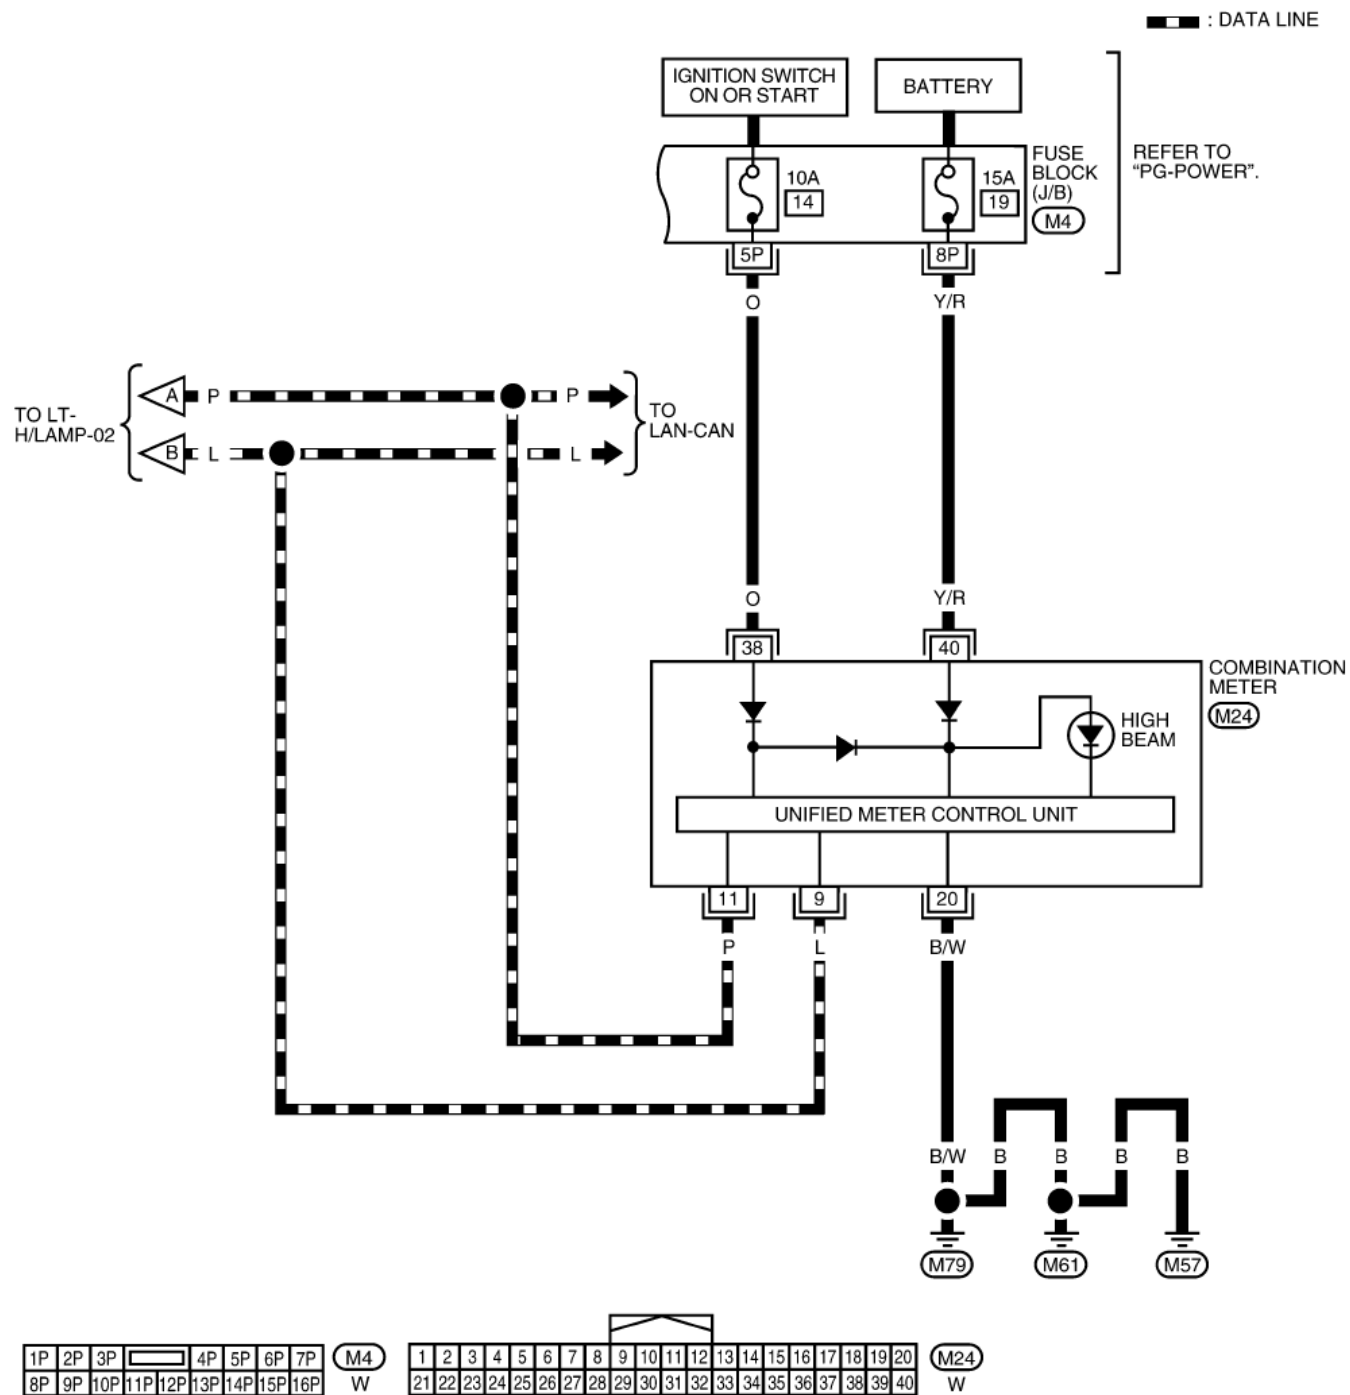 : DATA LINE
IGNITION SWITCH
ON OR START
BATTERY
FUSE
BLOCK
(J/B)
M4
REFER TO
"PG-POWER".
10A
14
15A
19
5P
8P
O
Y/R
TO LT-
H/LAMP-02
A
P
P
B
L
L
TO
LAN-CAN
O
Y/R
38
40
COMBINATION
METER
M24
HIGH
BEAM
UNIFIED METER CONTROL UNIT
11
9
20
P
L
B/W
B/W
B
B
B
B
M79
M61
M57
1P 2P 3P 4P 5P 6P 7P
8P 9P 10P 11P 12P 13P 14P 15P 16P
M4
W
1 2 3 4 5 6 7 8 9 10 11 12 13 14 15 16 17 18 19 20
21 22 23 24 25 26 27 28 29 30 31 32 33 34 35 36 37 38 39 40
M24
W